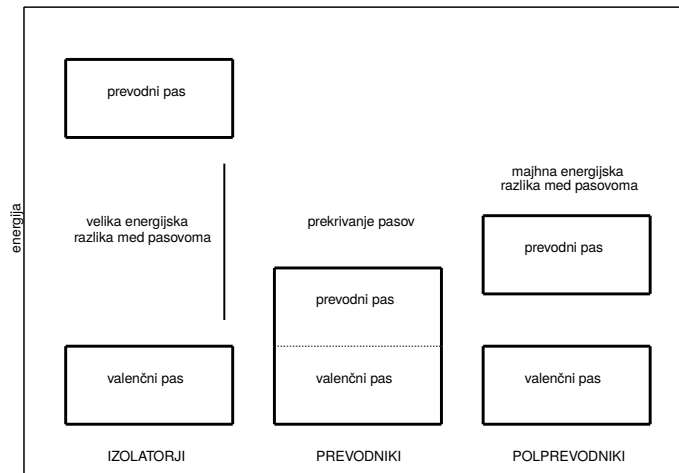 prevodni pas
velika energijska
razlika med pasovoma
valenčni pas
IZOLATORJI
prekrivanje pasov
prevodni pas
valenčni pas
PREVODNIKI
majhna energijska
razlika med pasovoma
prevodni pas
valenčni pas
POLPREVODNIKI
energija